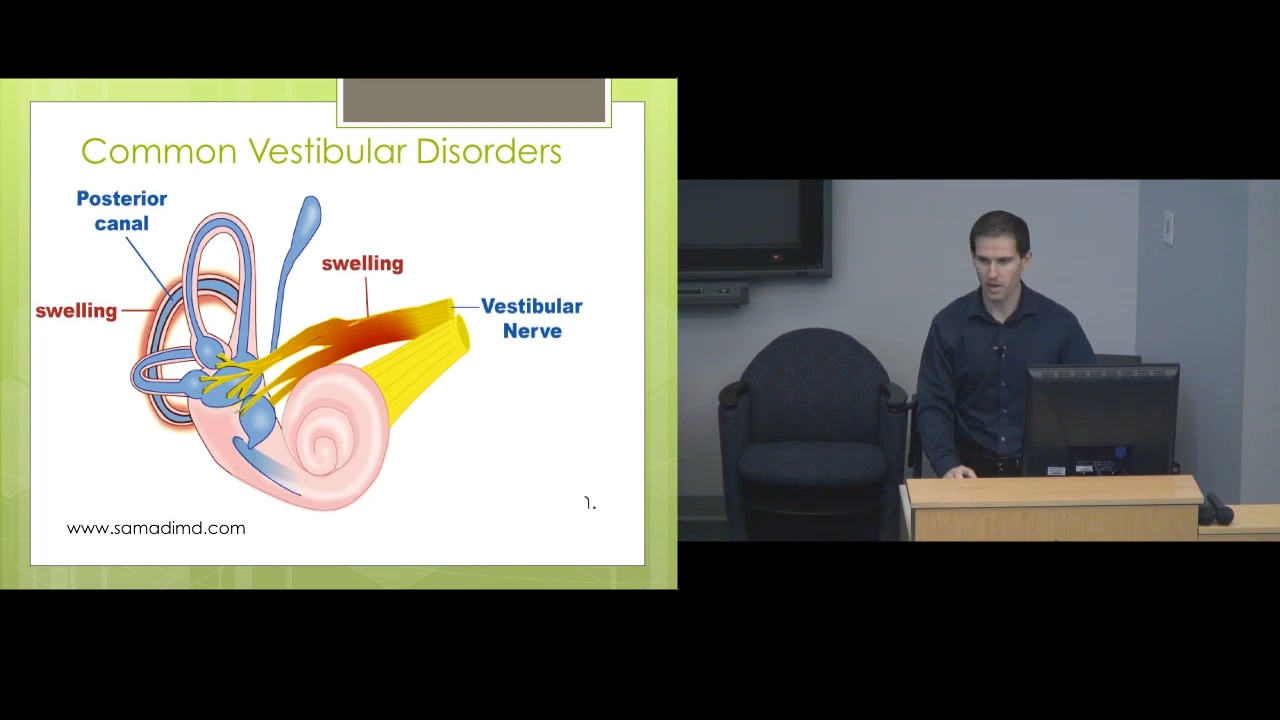 Common Vestibular Disorders
Posterior
canal
swelling
swelling
Vestibular
Nerve
www.samadimd.com